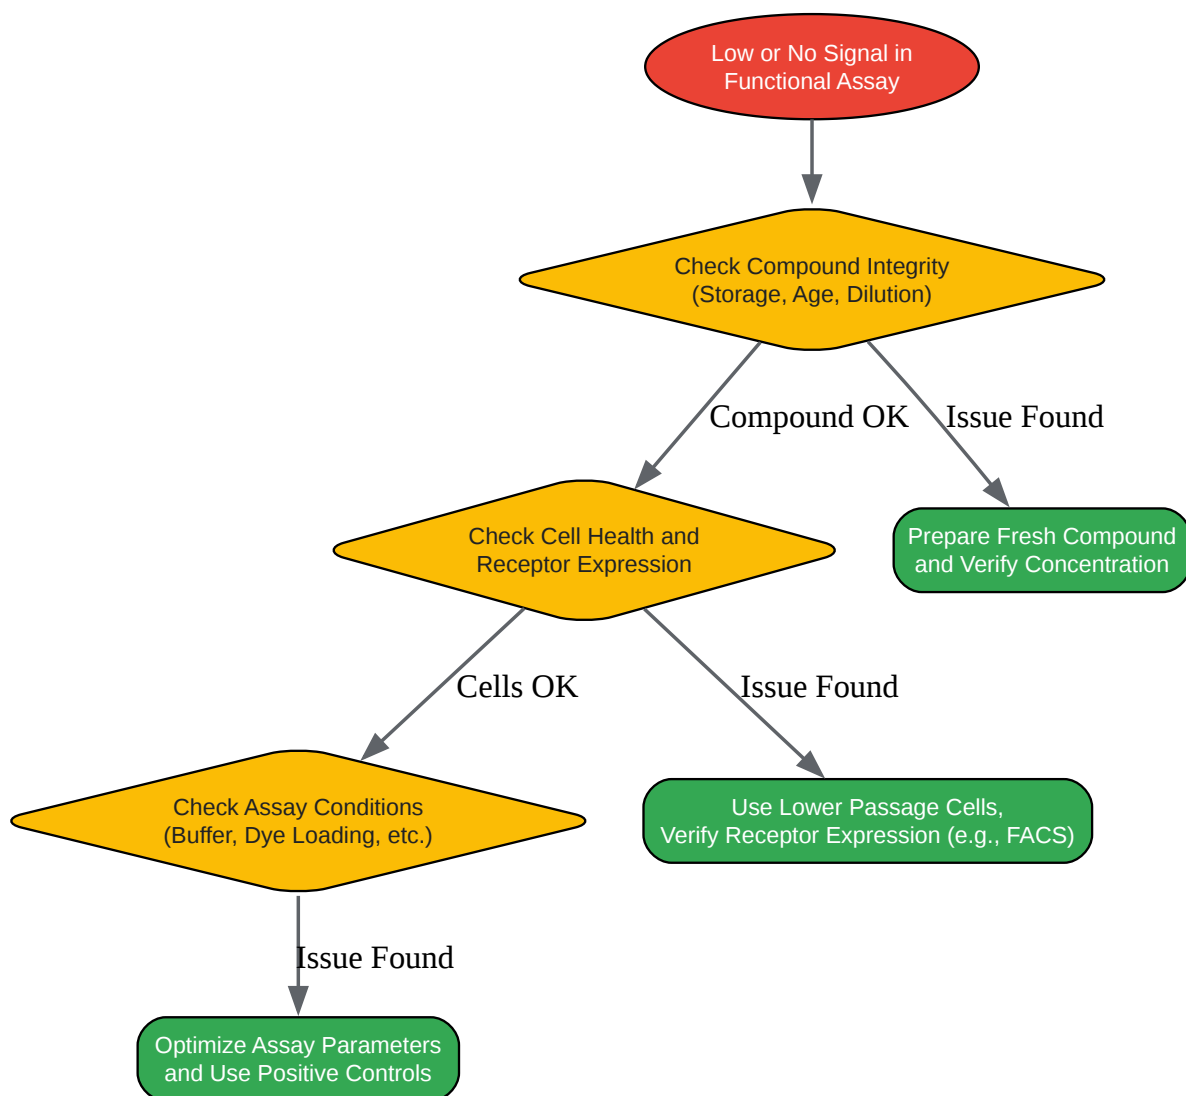 Low or No Signal in
Functional Assay
Check Compound Integrity
(Storage, Age, Dilution)
Compound OK
Issue Found
Check Cell Health and
Receptor Expression
Prepare Fresh Compound
and Verify Concentration
Cells OK
Issue Found
Check Assay Conditions
(Buffer, Dye Loading, etc.)
Use Lower Passage Cells,
Verify Receptor Expression (e.g., FACS)
Issue Found
Optimize Assay Parameters
and Use Positive Controls